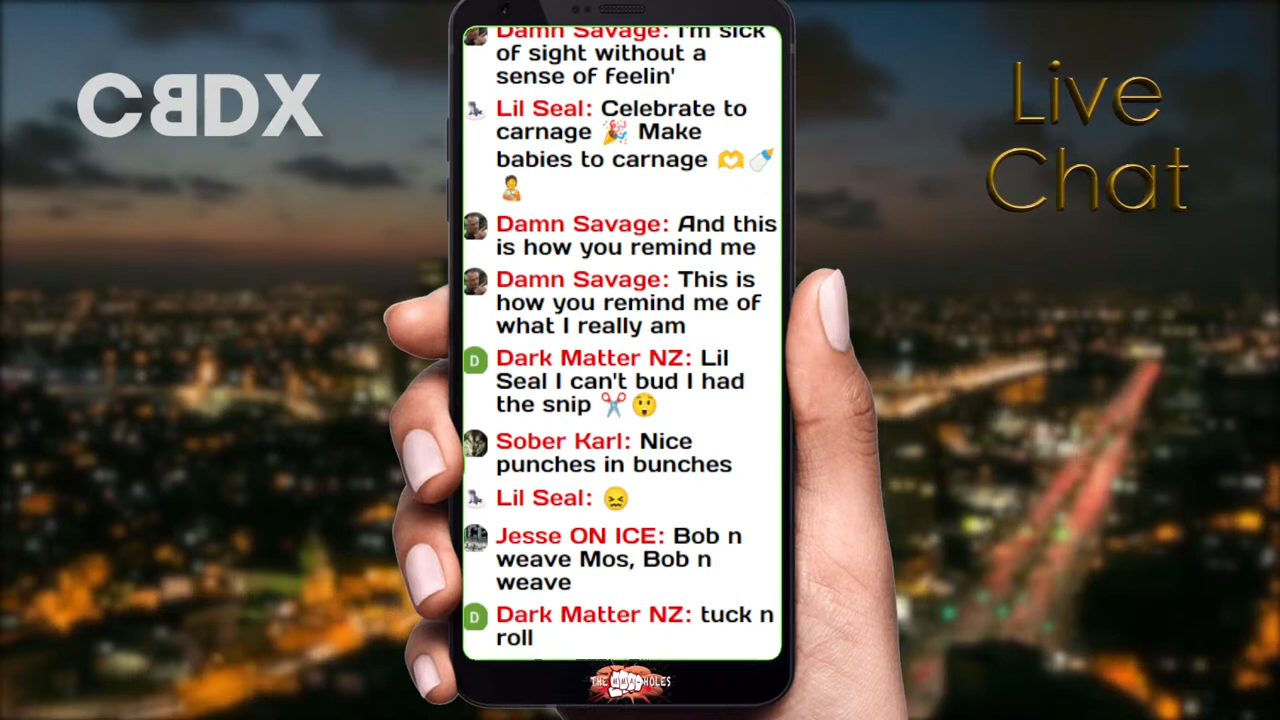 CBDX
Live
Chat
Damn Savage: I'm sick
of sight without a
sense of feelin'
Lil Seal: Celebrate to
carnage 🎉 Make
babies to carnage 🫶🍼
🧑‍🍼
Damn Savage: And this
is how you remind me
Damn Savage: This is
how you remind me of
what I really am
D
Dark Matter NZ: Lil
Seal I can't bud I had
the snip ✂️😲
Sober Karl: Nice
punches in bunches
Lil Seal: 😖
Jesse ON ICE: Bob n
weave Mos, Bob n
weave
D
Dark Matter NZ: tuck n
roll
THE MMA-HOLES